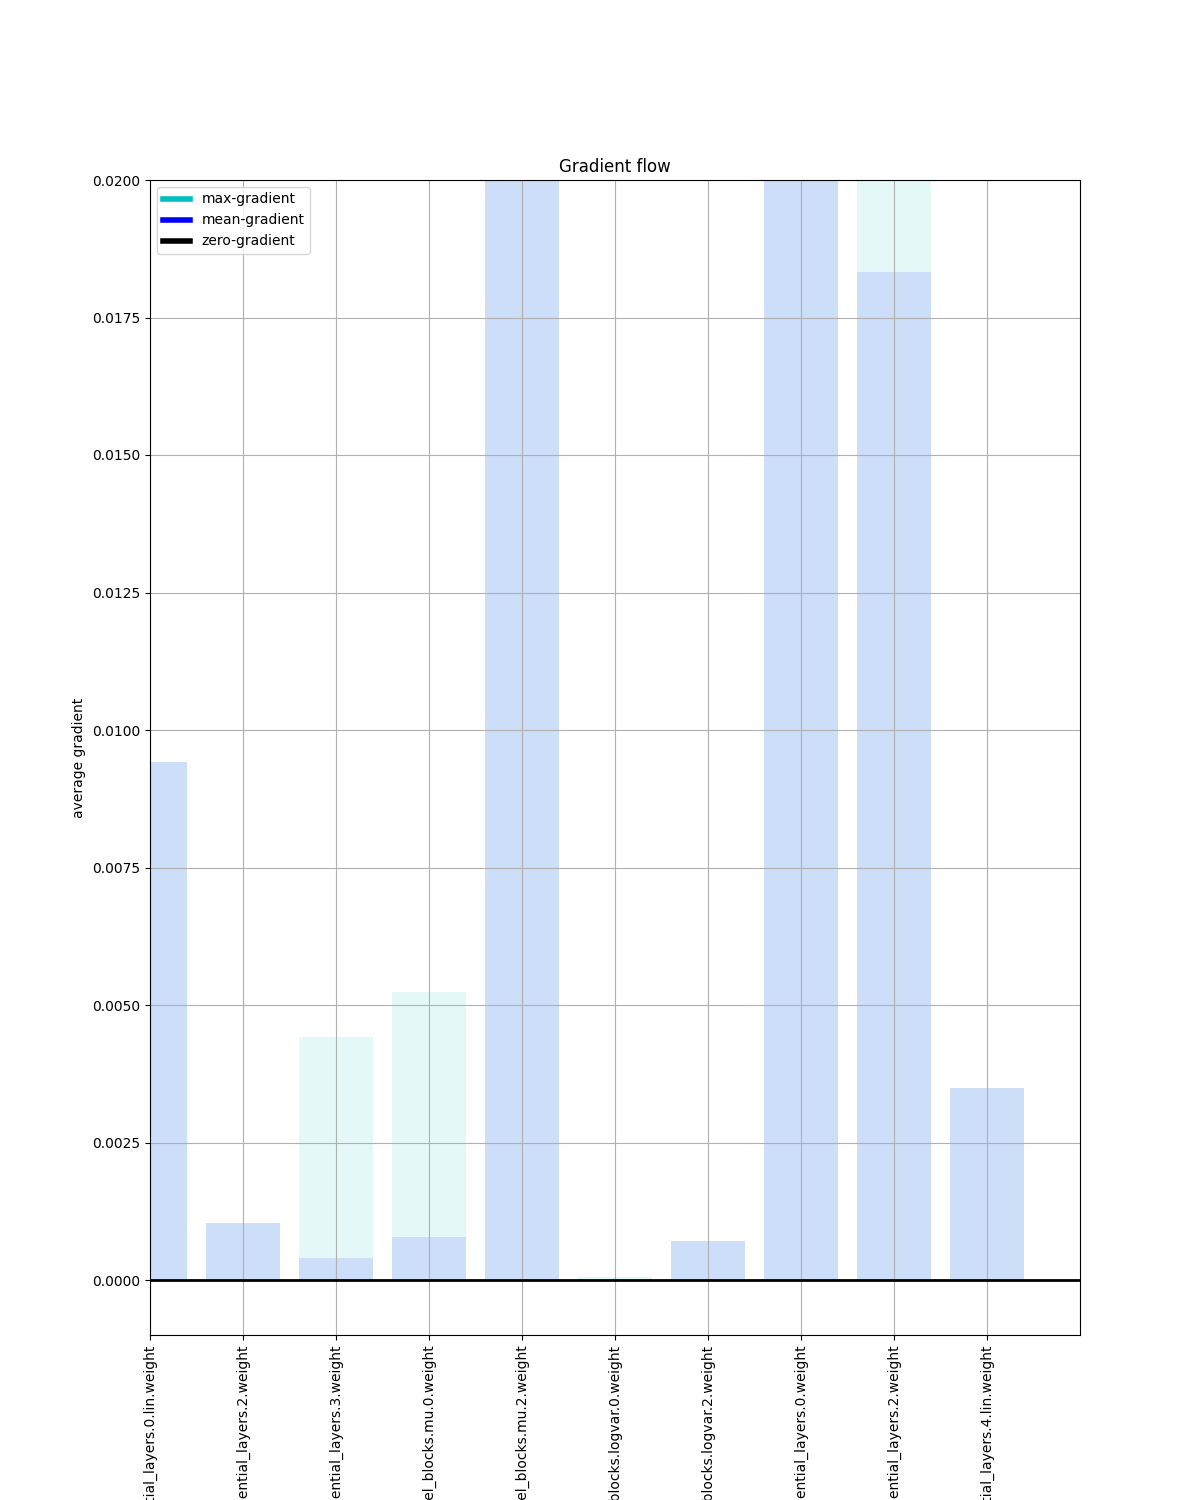 Gradient flow
max-gradient
mean-gradient
zero-gradient
0.0200
0.0175
0.0150
0.0125
0.0100
0.0075
0.0050
0.0025
0.0000
average gradient
tial_layers.0.lin.weight
ential_layers.2.weight
ential_layers.3.weight
el_blocks.mu.0.weight
el_blocks.mu.2.weight
blocks.logvar.0.weight
blocks.logvar.2.weight
ential_layers.0.weight
ential_layers.2.weight
tial_layers.4.lin.weight